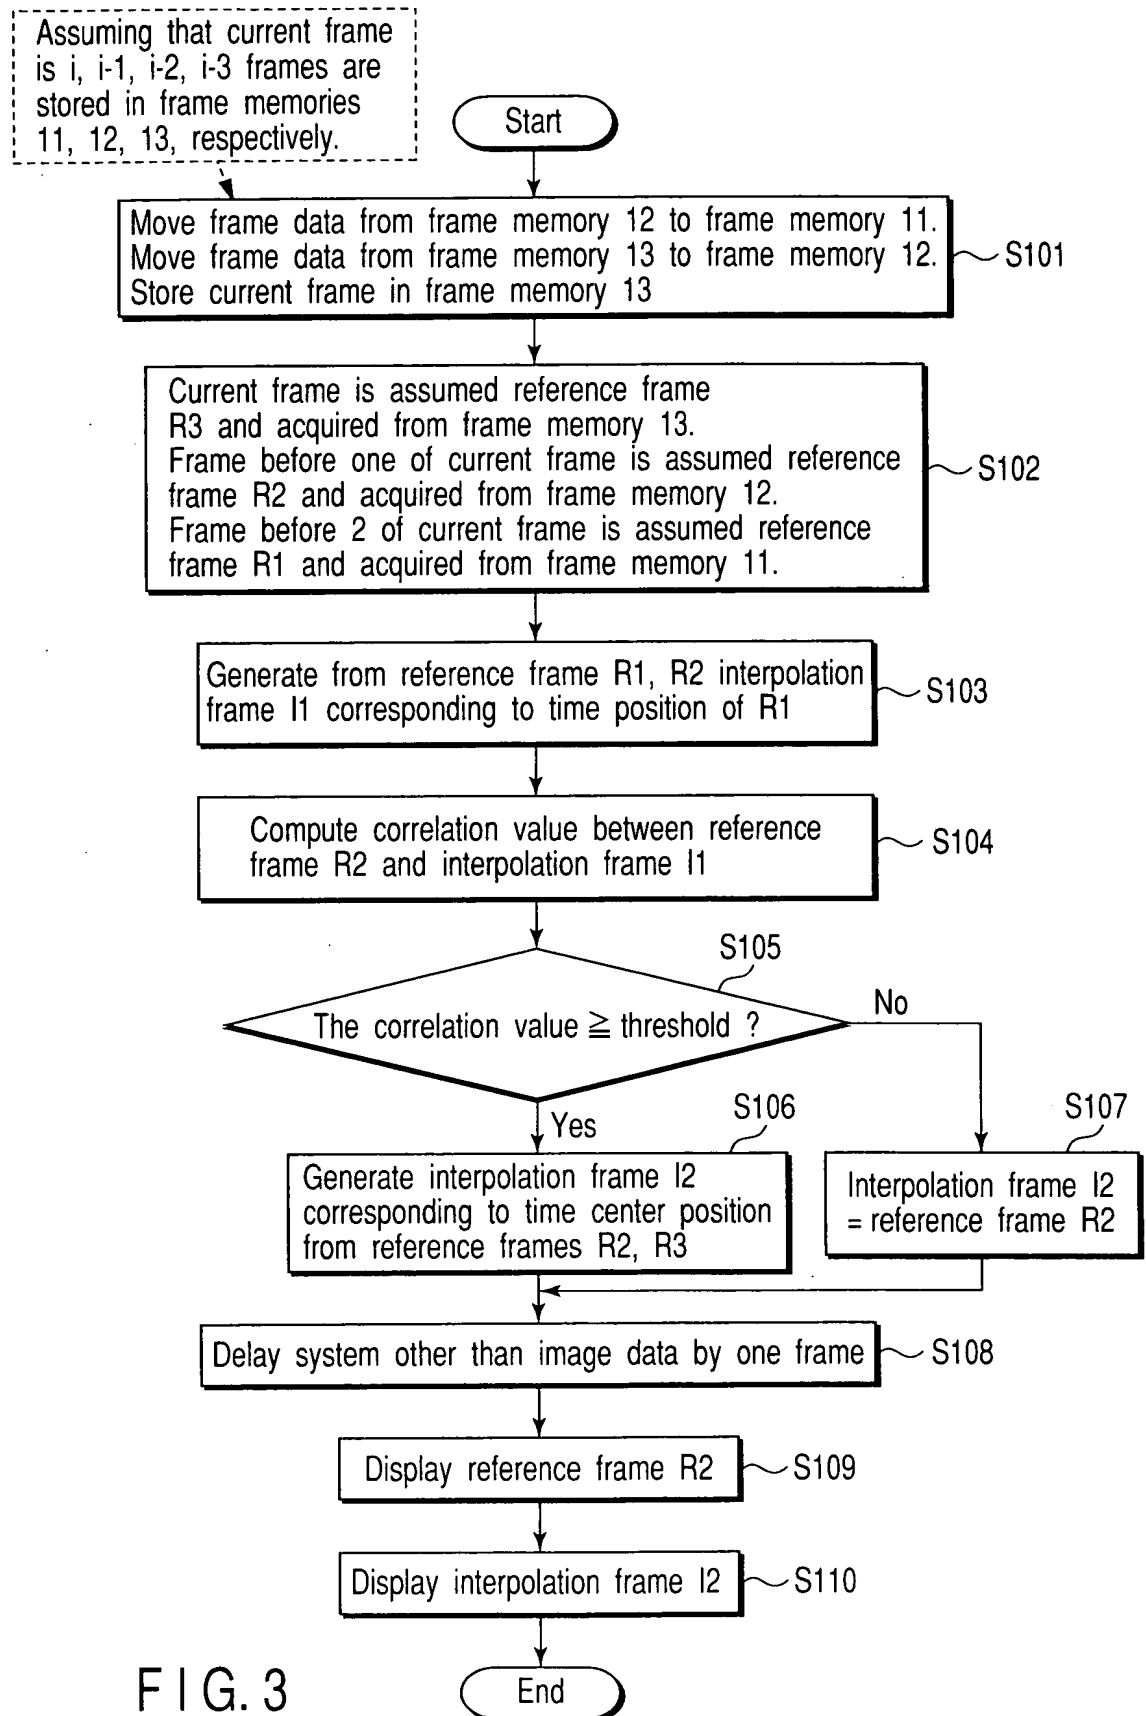 Assuming that current frame
is i, i-1, i-2, i-3 frames are
stored in frame memories
11, 12, 13, respectively.
Start
Move frame data from frame memory 12 to frame memory 11.
Move frame data from frame memory 13 to frame memory 12.
Store current frame in frame memory 13
S101
Current frame is assumed reference frame
R3 and acquired from frame memory 13.
Frame before one of current frame is assumed reference
frame R2 and acquired from frame memory 12.
Frame before 2 of current frame is assumed reference
frame R1 and acquired from frame memory 11.
S102
Generate from reference frame R1, R2 interpolation
frame I1 corresponding to time position of R1
S103
Compute correlation value between reference
frame R2 and interpolation frame I1
S104
S105
The correlation value ≧ threshold ?
No
Yes
S106
Generate interpolation frame I2
corresponding to time center position
from reference frames R2, R3
S107
Interpolation frame I2
= reference frame R2
Delay system other than image data by one frame
S108
Display reference frame R2
S109
Display interpolation frame I2
S110
End
FIG. 3